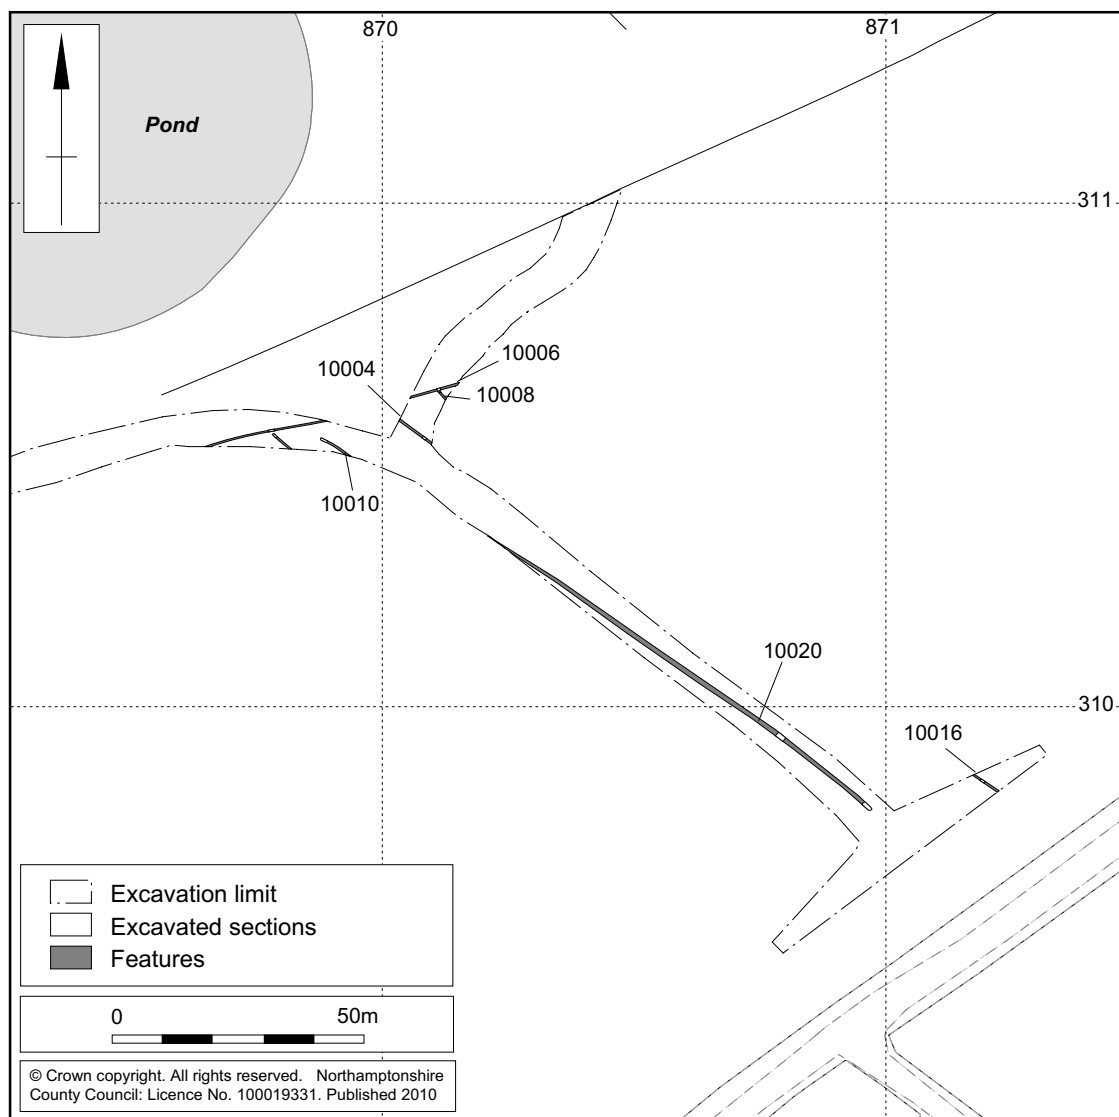 870
871
Pond
311
10006
10004
10008
10010
10020
310
10016
Excavation limit
Excavated sections
Features
0 50m
© Crown copyright. All rights reserved. Northamptonshire
County Council: Licence No. 100019331. Published 2010